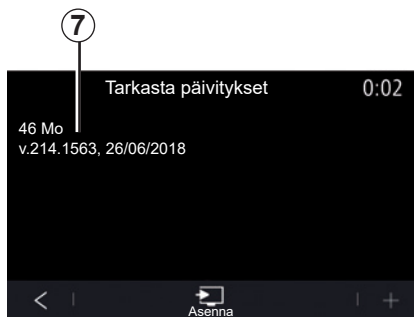 7
Tarkasta päivitykset 0:02
46 Mo
v.214.1563, 26/06/2018
Asenna